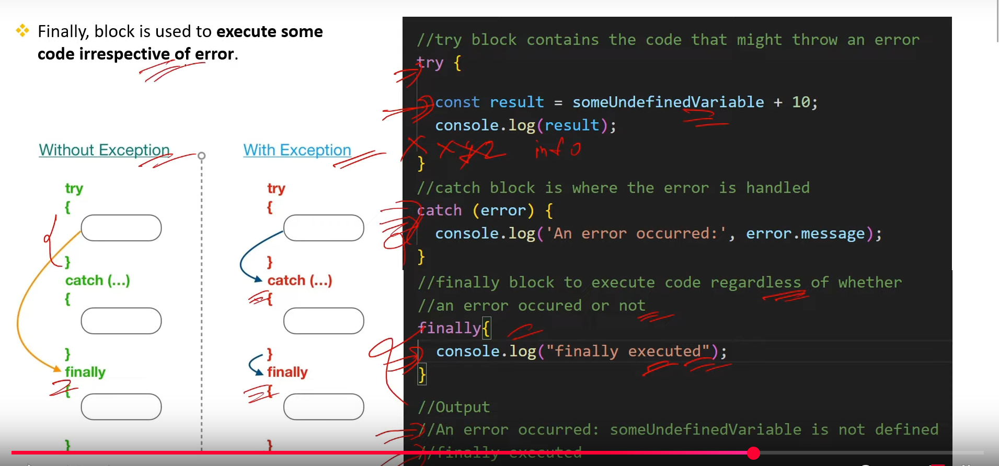 Finally, block is used to execute some
code irrespective of error.
Without Exception
try
{
}
catch (...)
{
}
finally
{
}
With Exception
try
{
}
catch (...)
{
}
finally
{
}
//try block contains the code that might throw an error
try {
const result = someUndefinedVariable + 10;
console.log(result);
info
}
//catch block is where the error is handled
catch (error) {
console.log('An error occurred:', error.message);
}
//finally block to execute code regardless of whether
//an error occured or not
finally{
console.log("finally executed");
}
//Output
//An error occurred: someUndefinedVariable is not defined
//finally executed